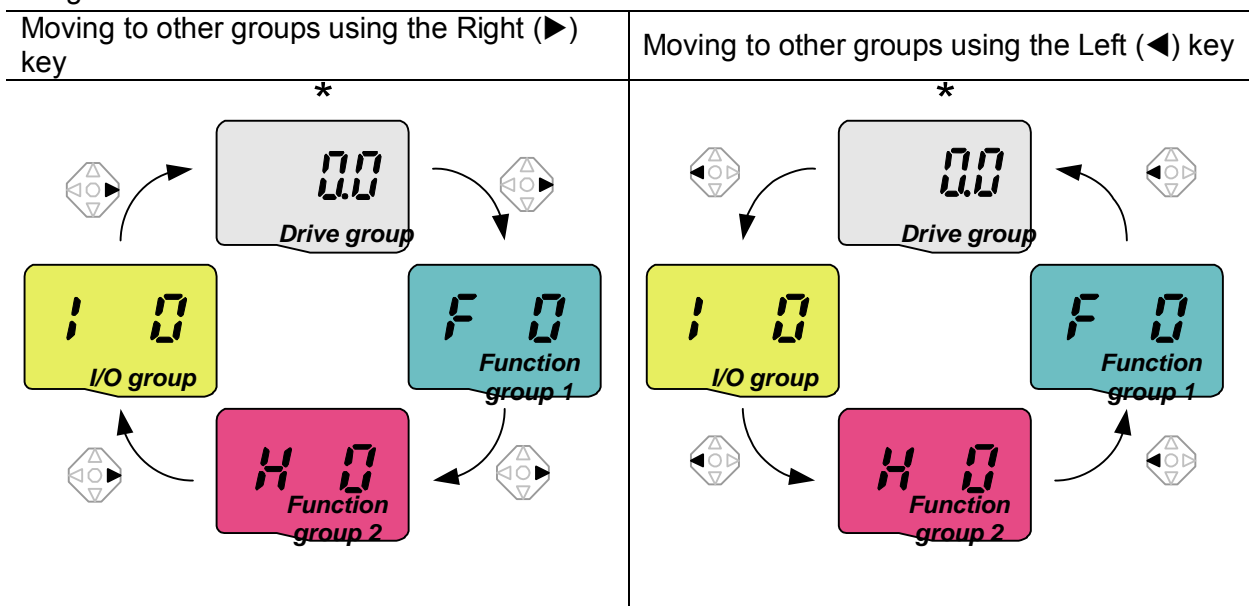 Moving to other groups using the Right (▶)
key
Moving to other groups using the Left (◀) key
*
0.0
Drive group
I 0
I/O group
F 0
Function
group 1
H 0
Function
group 2
*
0.0
Drive group
I 0
I/O group
F 0
Function
group 1
H 0
Function
group 2